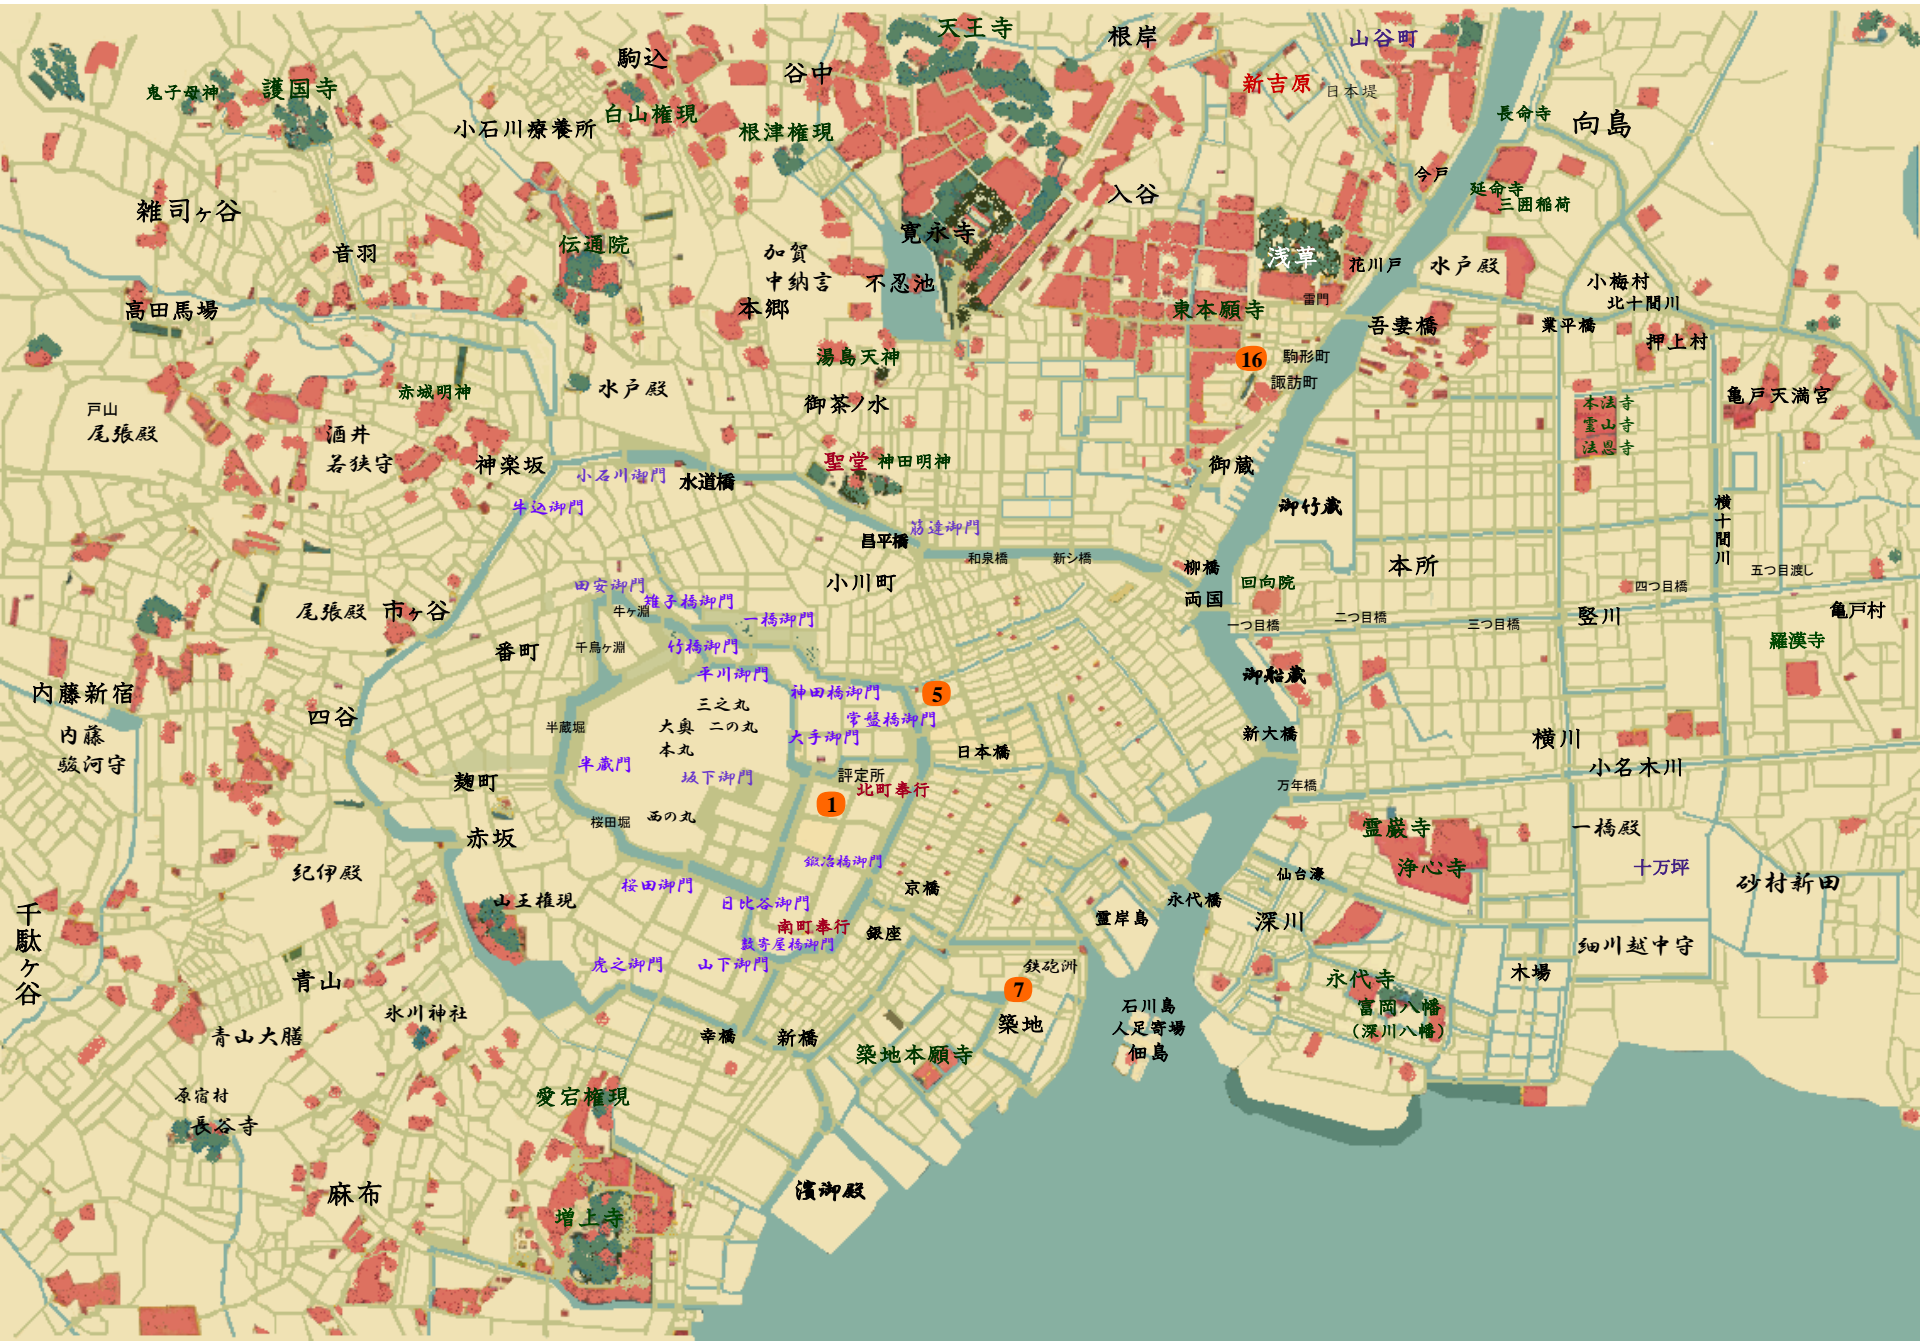 天王寺
根岸
山谷町
駒込
谷中
新吉原
日本堤
鬼子母神
護国寺
白山権現
長命寺
向島
小石川療養所
根津権現
今戸
延命寺
三囲稲荷
入谷
雑司ヶ谷
音羽
伝通院
寛永寺
浅草
花川戸
水戸殿
加賀
中納言
不忍池
小梅村
北十間川
高田馬場
本郷
東本願寺
雷門
吾妻橋
業平橋
押上村
湯島天神
16
駒形町
諏訪町
赤城明神
水戸殿
御茶ノ水
亀戸天満宮
本法寺
霊山寺
法恩寺
戸山
尾張殿
酒井
若狭守
神楽坂
小石川御門
水道橋
聖堂
神田明神
御蔵
牛込御門
御竹蔵
横十間川
筋違御門
昌平橋
和泉橋
新シ橋
柳橋
本所
小川町
回向院
両国
五つ目渡し
四つ目橋
田安御門
雉子橋御門
牛ヶ淵
一橋御門
尾張殿
市ヶ谷
一つ目橋
二つ目橋
三つ目橋
竪川
亀戸村
番町
千鳥ヶ淵
竹橋御門
羅漢寺
平川御門
御船蔵
内藤新宿
神田橋御門
5
四谷
三之丸
常盤橋御門
半蔵堀
大奥
二の丸
大手御門
本丸
内藤
駿河守
日本橋
新大橋
横川
半蔵門
坂下御門
評定所
北町奉行
小名木川
麹町
1
万年橋
桜田堀
西の丸
霊巌寺
一橋殿
赤坂
鍛冶橋御門
浄心寺
十万坪
紀伊殿
桜田御門
京橋
仙台濠
砂村新田
山王権現
日比谷御門
永代橋
千駄ヶ谷
南町奉行
銀座
霊岸島
深川
数寄屋橋御門
細川越中守
虎之御門
山下御門
鉄砲洲
木場
青山
7
永代寺
氷川神社
石川島
人足寄場
佃島
富岡八幡
(深川八幡)
青山大膳
幸橋
新橋
築地
築地本願寺
原宿村
愛宕権現
長谷寺
麻布
濱御殿
増上寺